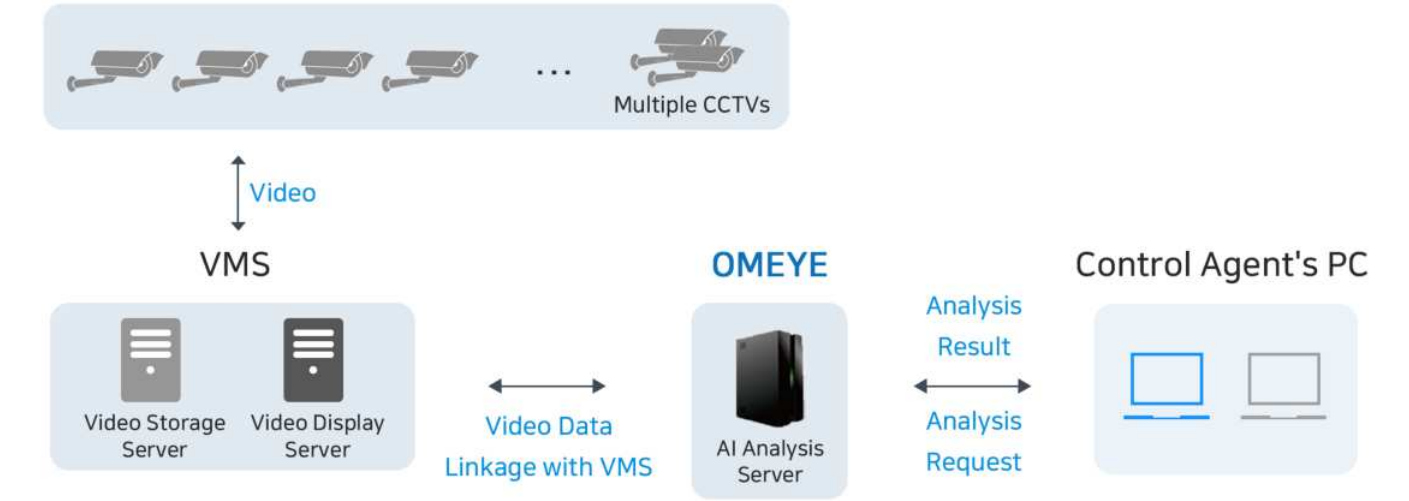 ...
Multiple CCTVs
Video
VMS
OMEYE
Control Agent's PC
Video Storage
Server
Video Display
Server
Video Data
Linkage with VMS
AI Analysis
Server
Analysis
Result
Analysis
Request